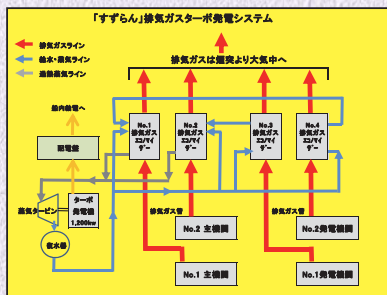 「すずらん」排気ガスターボ発電システム
排気ガスライン
給水・蒸気ライン
過熱蒸気ライン
排気ガスは煙突より大気中へ
船内給電へ
配電盤
No.1
排気ガス
エコノマイ
ザー
No.2
排気ガス
エコノマイ
ザー
No.3
排気ガス
エコノマイ
ザー
No.4
排気ガス
エコノマイ
ザー
蒸気タービン
ターボ
発電機
1,200kw
復水器
排気ガス管
排気ガス管
No.2 主機関
No.2発電機関
No.1 主機関
No.1発電機関